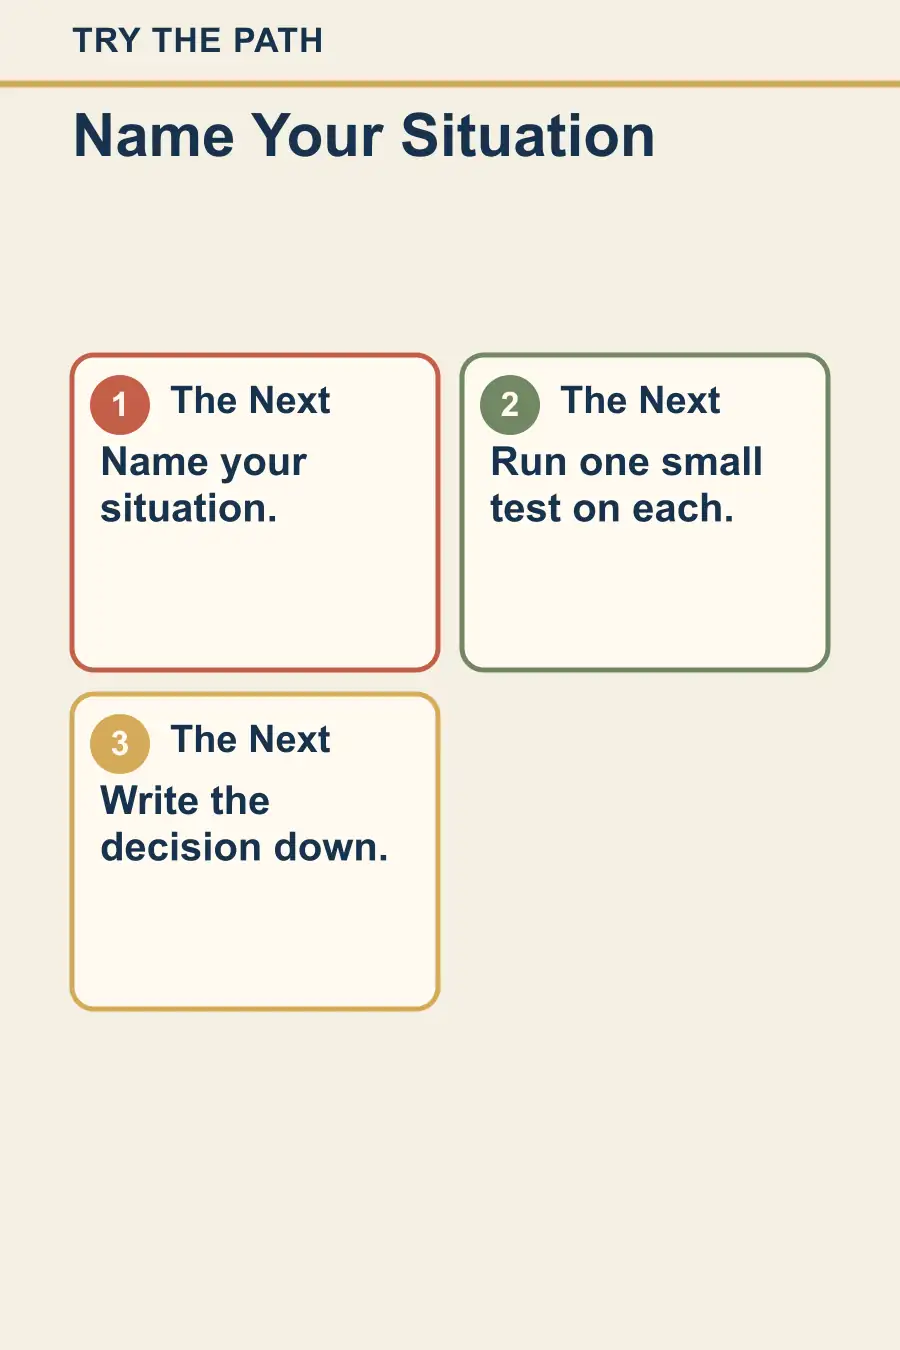 TRY THE PATH
Name Your Situation
1 The Next
Name your
situation.
2 The Next
Run one small
test on each.
3 The Next
Write the
decision down.